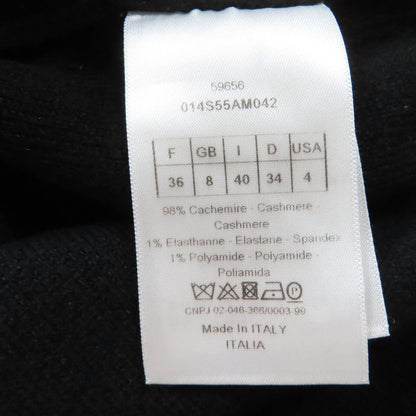 59656
014S55AM042
F GB I D USA
36 8 40 34 4
98% Cachemire - Cashmere -
Cashmere
1% Elasthanne - Elastane - Spandex
1% Polyamide - Polyamide -
Poliamida
CNPJ 02-046-366/0003-99
Made In ITALY
ITALIA